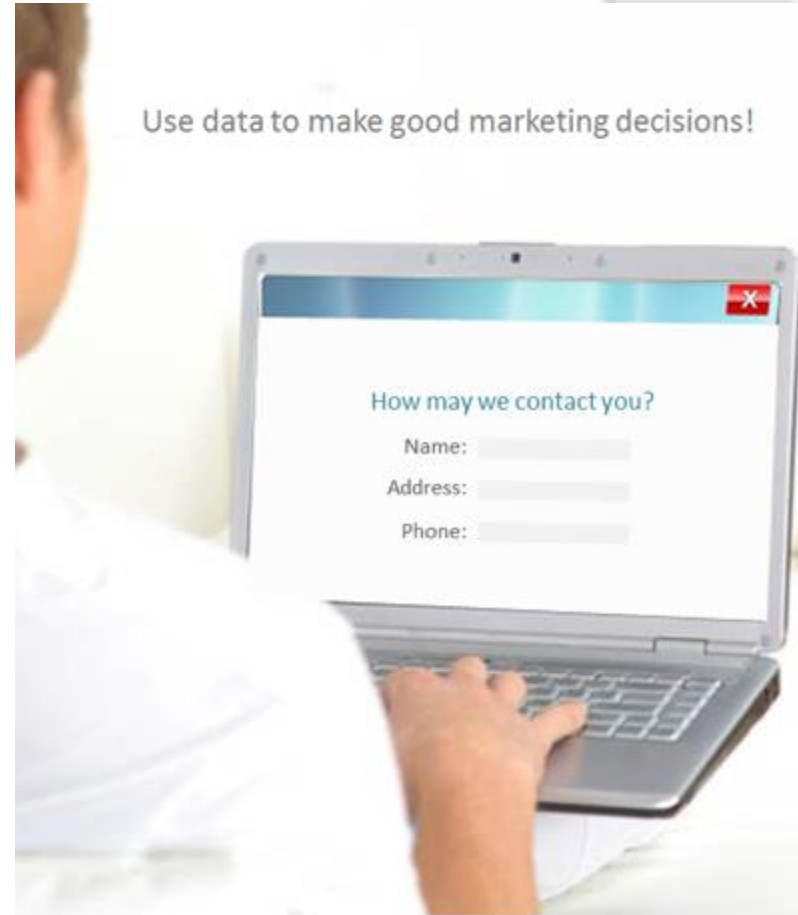 Use data to make good marketing decisions!
X
How may we contact you?
Name:
Address:
Phone: